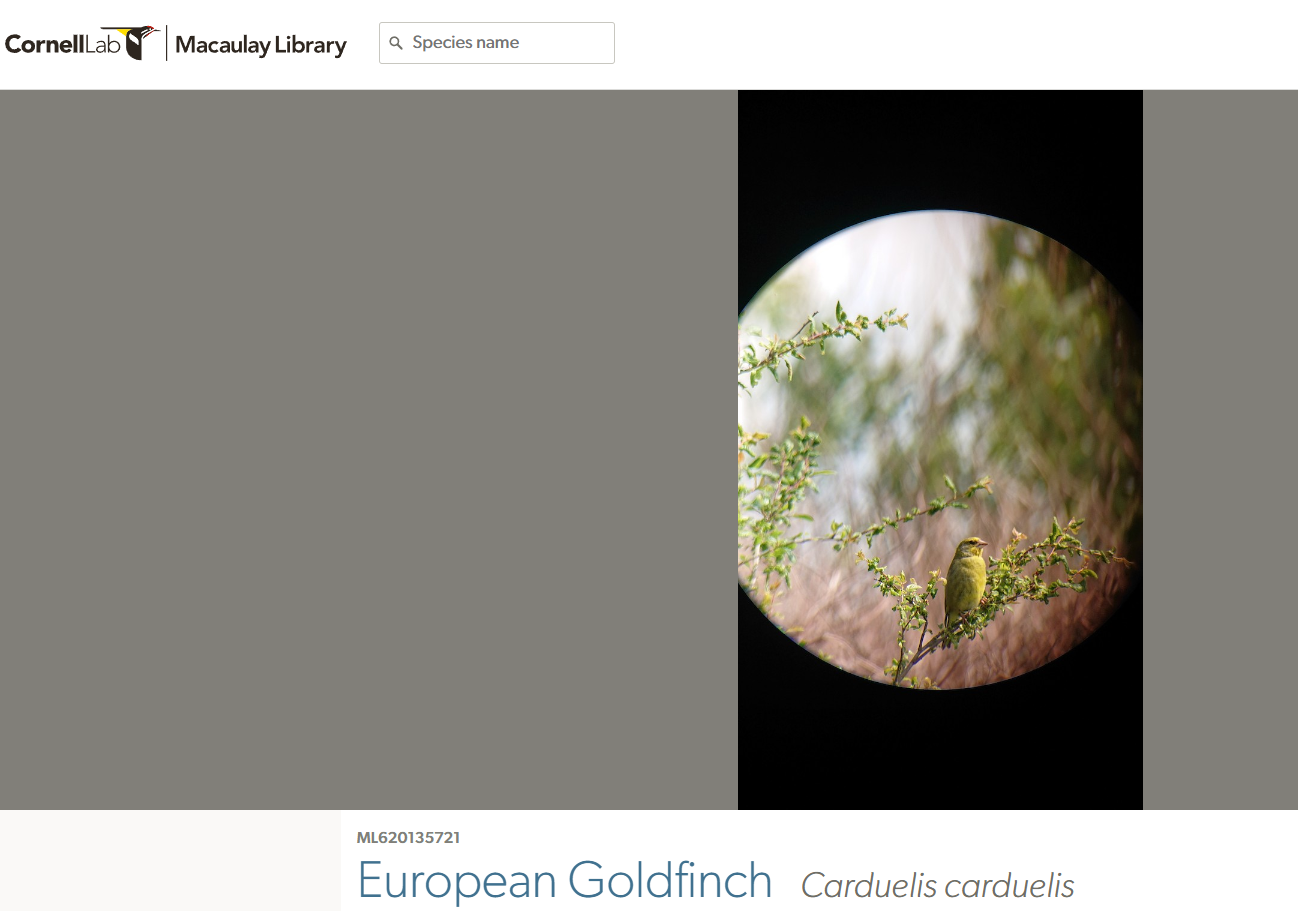 CornellLab Macaulay Library
Species name
ML620135721
European Goldfinch Carduelis carduelis